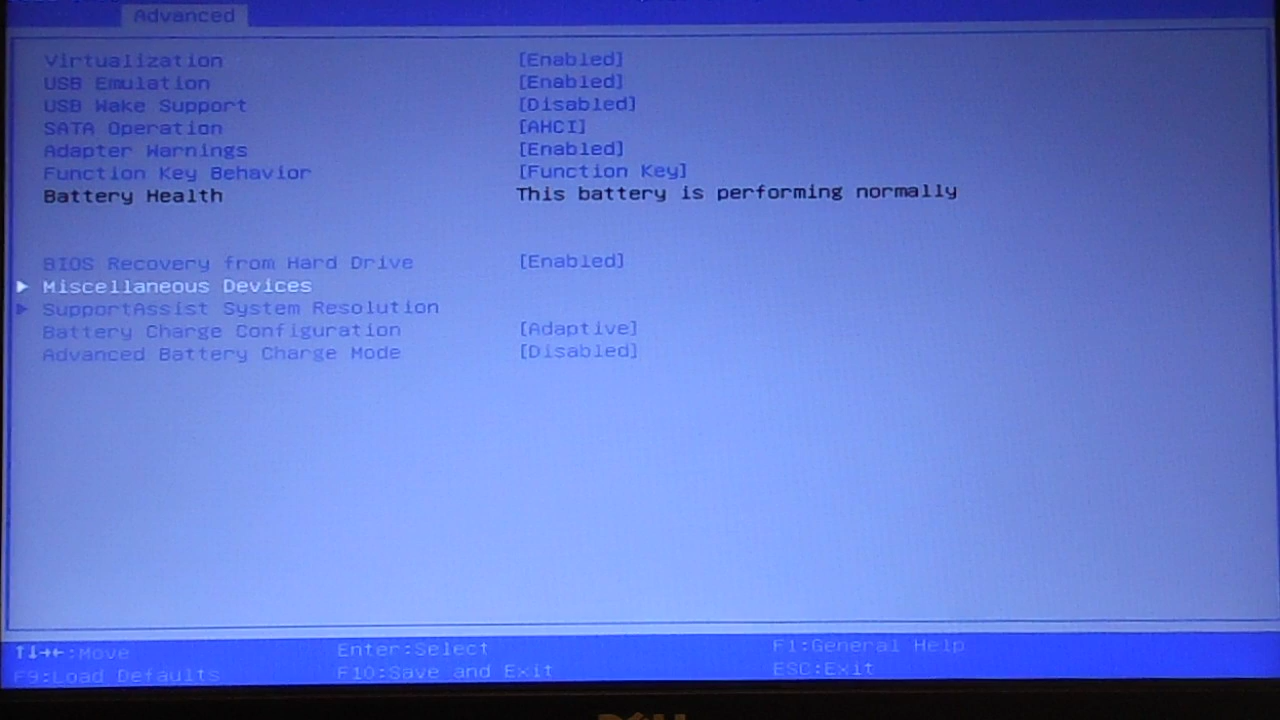 Advanced
Virtualization [Enabled]
USB Emulation [Enabled]
USB Wake Support [Disabled]
SATA Operation [AHCI]
Adapter Warnings [Enabled]
Function Key Behavior [Function Key]
Battery Health This battery is performing normally
BIOS Recovery from Hard Drive [Enabled]
Miscellaneous Devices
SupportAssist System Resolution
Battery Charge Configuration [Adaptive]
Advanced Battery Charge Mode [Disabled]
↑↓→←:Move Enter:Select F1:General Help
F9:Load Defaults F10:Save and Exit ESC:Exit